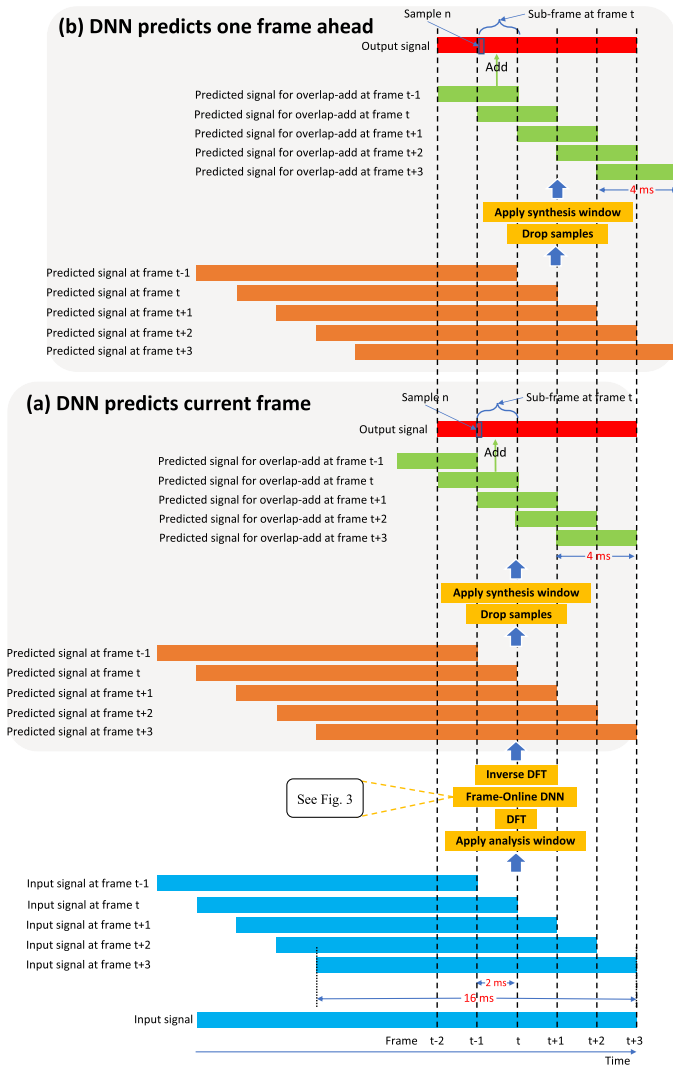 (b) DNN predicts one frame ahead
Sample n
Sub-frame at frame t
Output signal
Add
Predicted signal for overlap-add at frame t-1
Predicted signal for overlap-add at frame t
Predicted signal for overlap-add at frame t+1
Predicted signal for overlap-add at frame t+2
Predicted signal for overlap-add at frame t+3
4 ms
Apply synthesis window
Drop samples
Predicted signal at frame t-1
Predicted signal at frame t
Predicted signal at frame t+1
Predicted signal at frame t+2
Predicted signal at frame t+3
(a) DNN predicts current frame
Sample n
Sub-frame at frame t
Output signal
Add
Predicted signal for overlap-add at frame t-1
Predicted signal for overlap-add at frame t
Predicted signal for overlap-add at frame t+1
Predicted signal for overlap-add at frame t+2
Predicted signal for overlap-add at frame t+3
4 ms
Apply synthesis window
Drop samples
Predicted signal at frame t-1
Predicted signal at frame t
Predicted signal at frame t+1
Predicted signal at frame t+2
Predicted signal at frame t+3
Inverse DFT
See Fig. 3
Frame-Online DNN
DFT
Apply analysis window
Input signal at frame t-1
Input signal at frame t
Input signal at frame t+1
Input signal at frame t+2
Input signal at frame t+3
2 ms
16 ms
Input signal
Frame t-2 t-1 t t+1 t+2 t+3
Time